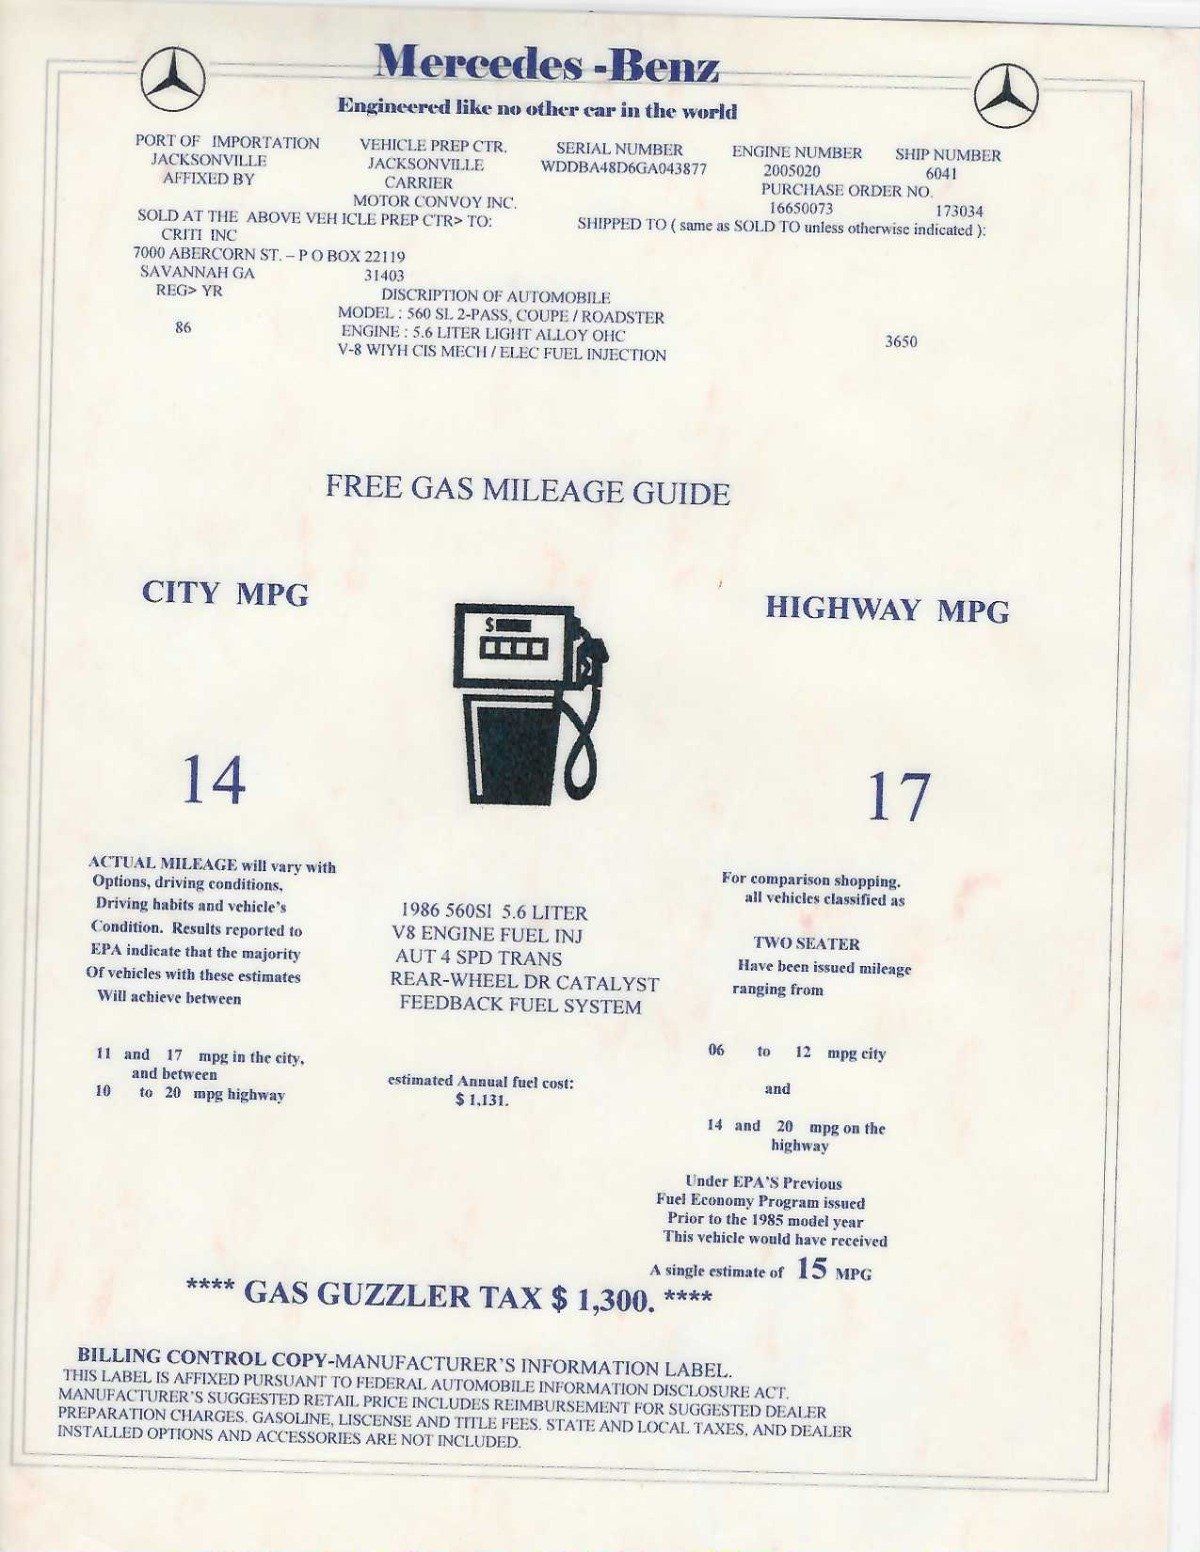 Mercedes -Benz
Engineered like no other car in the world
PORT OF IMPORTATION VEHICLE PREP CTR. SERIAL NUMBER ENGINE NUMBER SHIP NUMBER
JACKSONVILLE JACKSONVILLE WDDBA48D6GA043877 2005020 6041
AFFIXED BY CARRIER PURCHASE ORDER NO.
MOTOR CONVOY INC. 16650073 173034
SOLD AT THE ABOVE VEH ICLE PREP CTR> TO: SHIPPED TO ( same as SOLD TO unless otherwise indicated ):
CRITI INC
7000 ABERCORN ST. – P O BOX 22119
SAVANNAH GA 31403
REG> YR DISCRIPTION OF AUTOMOBILE
MODEL : 560 SL 2-PASS, COUPE / ROADSTER
86 ENGINE : 5.6 LITER LIGHT ALLOY OHC 3650
V-8 WIYH CIS MECH / ELEC FUEL INJECTION
FREE GAS MILEAGE GUIDE
CITY MPG
HIGHWAY MPG
$
14
17
ACTUAL MILEAGE will vary with
Options, driving conditions,
Driving habits and vehicle's
Condition. Results reported to
EPA indicate that the majority
Of vehicles with these estimates
Will achieve between
11 and 17 mpg in the city,
and between
10 to 20 mpg highway
1986 560Sl 5.6 LITER
V8 ENGINE FUEL INJ
AUT 4 SPD TRANS
REAR-WHEEL DR CATALYST
FEEDBACK FUEL SYSTEM
estimated Annual fuel cost:
$ 1,131.
For comparison shopping,
all vehicles classified as
TWO SEATER
Have been issued mileage
ranging from
06 to 12 mpg city
and
14 and 20 mpg on the
highway
Under EPA'S Previous
Fuel Economy Program issued
Prior to the 1985 model year
This vehicle would have received
A single estimate of 15 MPG
**** GAS GUZZLER TAX $ 1,300. ****
BILLING CONTROL COPY-MANUFACTURER'S INFORMATION LABEL.
THIS LABEL IS AFFIXED PURSUANT TO FEDERAL AUTOMOBILE INFORMATION DISCLOSURE ACT.
MANUFACTURER'S SUGGESTED RETAIL PRICE INCLUDES REIMBURSEMENT FOR SUGGESTED DEALER
PREPARATION CHARGES. GASOLINE, LISCENSE AND TITLE FEES. STATE AND LOCAL TAXES, AND DEALER
INSTALLED OPTIONS AND ACCESSORIES ARE NOT INCLUDED.